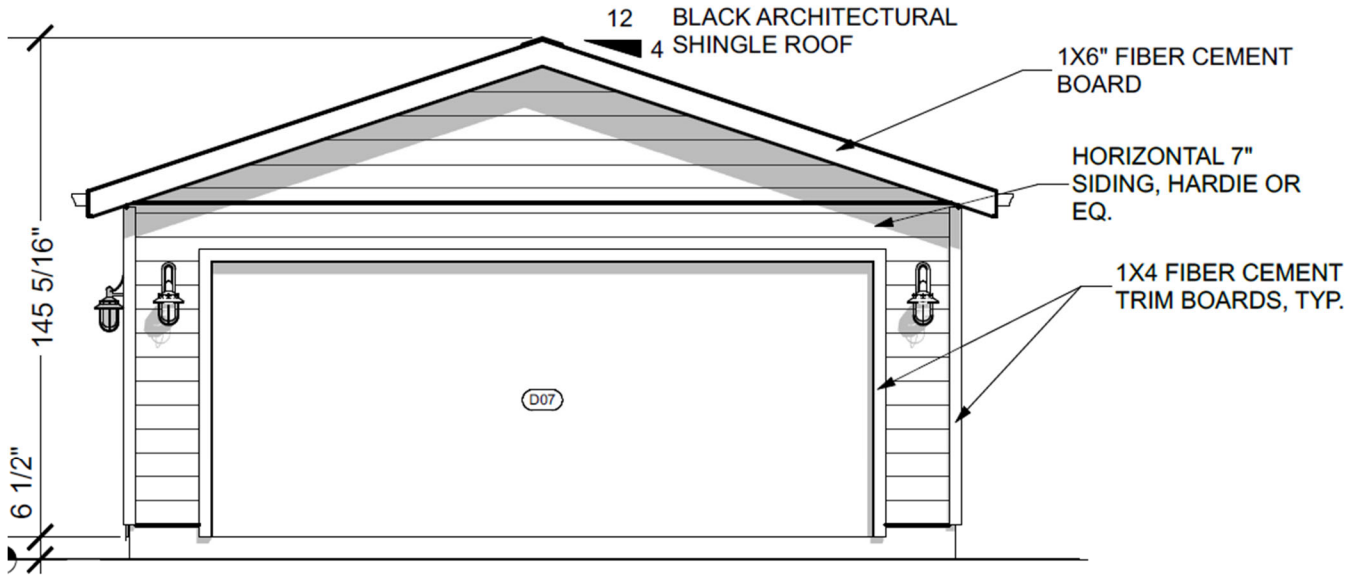 12
BLACK ARCHITECTURAL
4
SHINGLE ROOF
1X6" FIBER CEMENT
BOARD
HORIZONTAL 7"
SIDING, HARDIE OR
EQ.
1X4 FIBER CEMENT
TRIM BOARDS, TYP.
145 5/16"
6 1/2"
D07